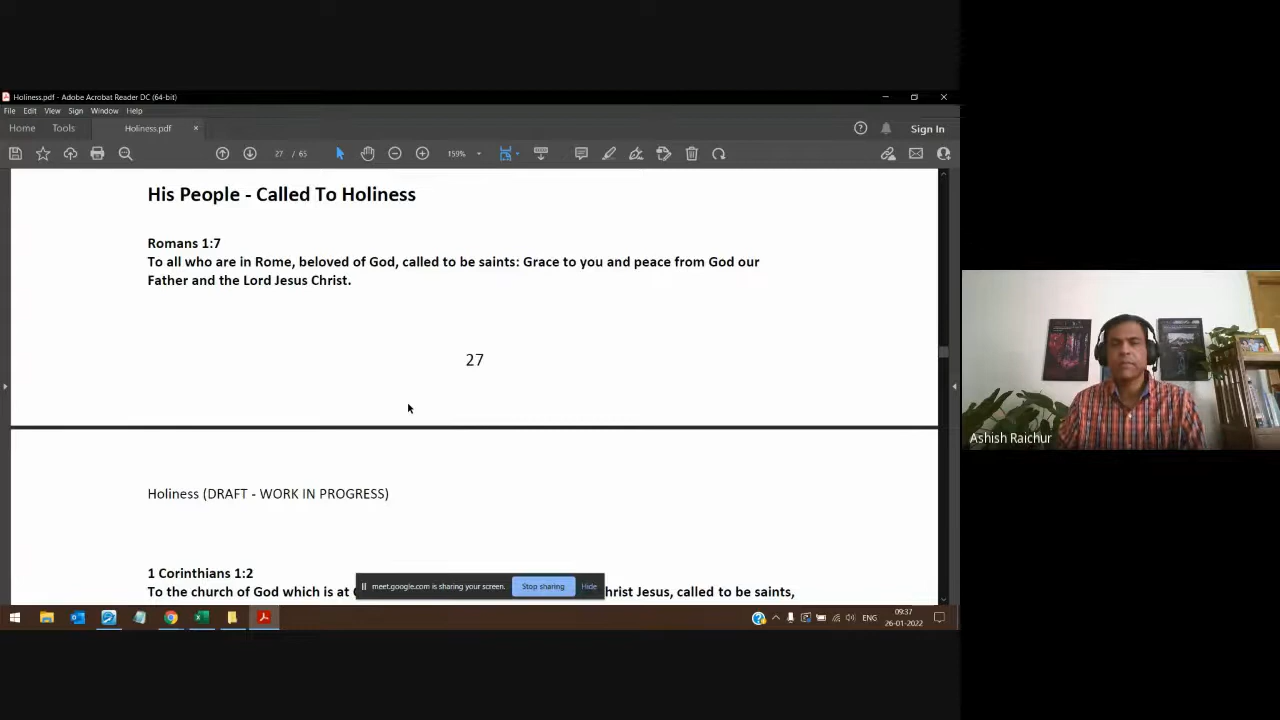 Holiness.pdf - Adobe Acrobat Reader DC (64-bit)
File Edit View Sign Window Help
Home Tools Holiness.pdf × Sign In
27 / 65 159%
His People - Called To Holiness
Romans 1:7
To all who are in Rome, beloved of God, called to be saints: Grace to you and peace from God our
Father and the Lord Jesus Christ.
27
Holiness (DRAFT - WORK IN PROGRESS)
1 Corinthians 1:2
To the church of God which is at hrist Jesus, called to be saints,
meet.google.com is sharing your screen. Stop sharing Hide
Ashish Raichur
ENG 09:37
26-01-2022